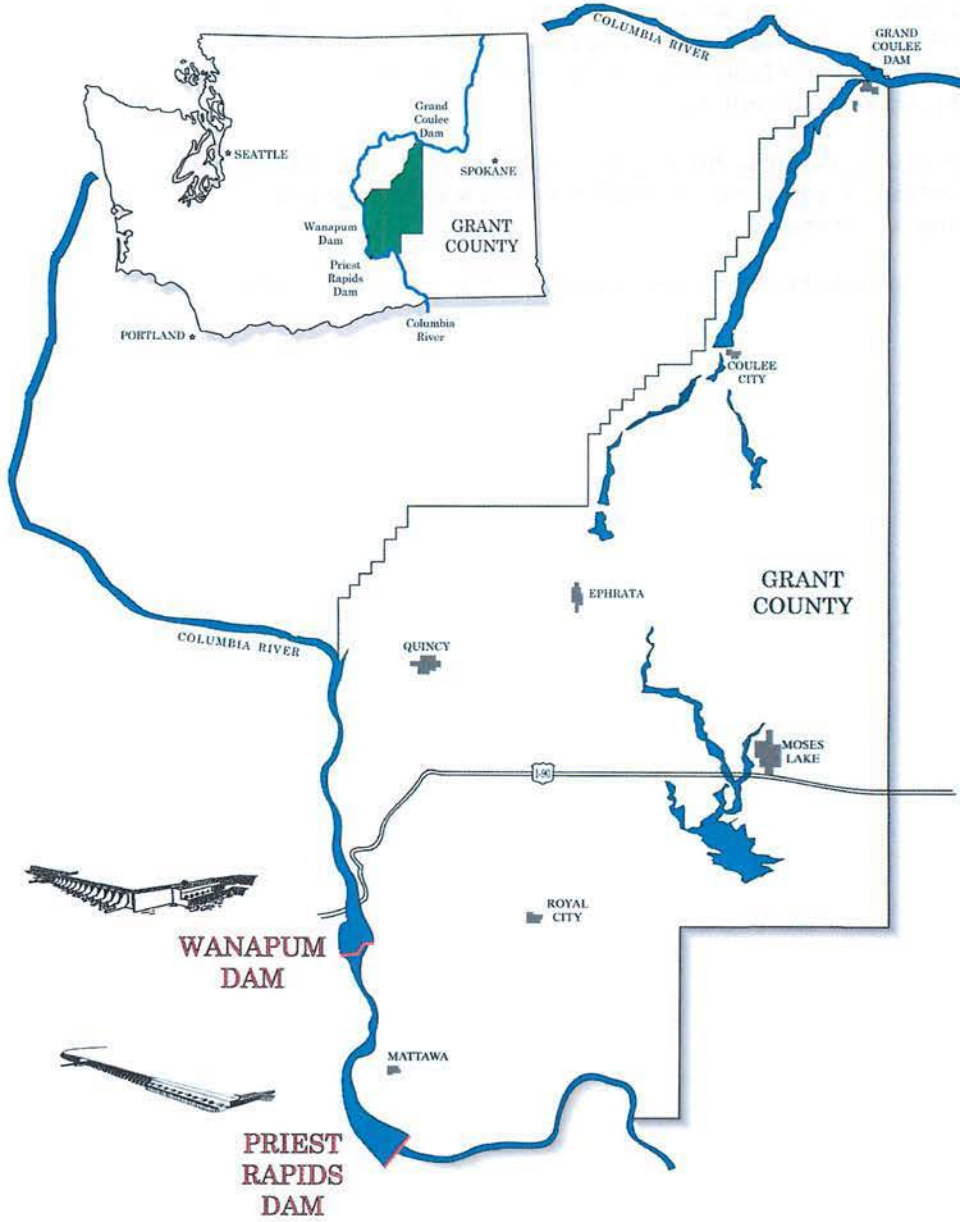 COLUMBIA RIVER
GRAND
COULEE
DAM
Grand
Coulee
Dam
SEATTLE
SPOKANE
Wanapum
Dam
GRANT
COUNTY
Priest
Rapids
Dam
PORTLAND
Columbia
River
COULEE
CITY
GRANT
COUNTY
EPHRATA
COLUMBIA RIVER
QUINCY
MOSES
LAKE
I-90
ROYAL
CITY
WANAPUM
DAM
MATTAWA
PRIEST
RAPIDS
DAM